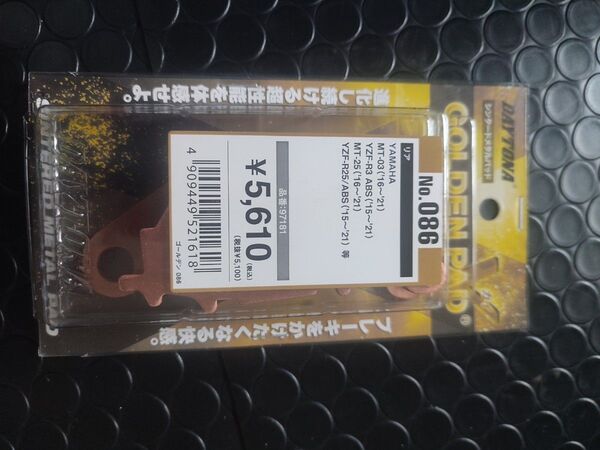 DAYTONA
シンタードメタルパッド
GOLDEN PAD®
進化し続ける超性能を体感せよ。
No.086
リア
YAMAHA
MT-03('16~'21)
YZF-R3 ABS('15~'21)
MT-25('16~'21)
YZF-R25/ABS('15~'21) 等
品番:97181
¥5,610(税込)
(税抜¥5,100)
4 909449 521618
ゴールデン 086
ブレーキをかけたくなる快感。
METAL